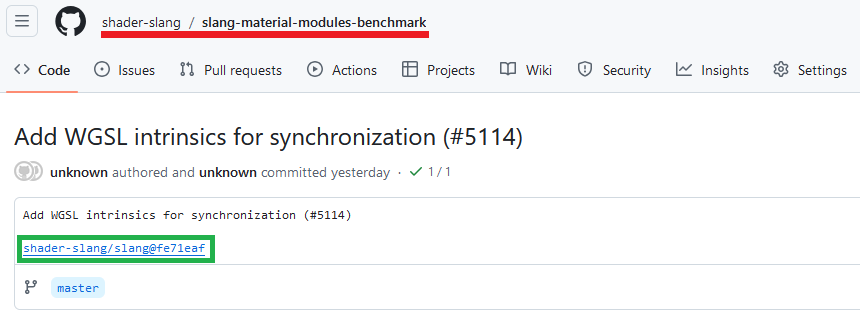 shader-slang / slang-material-modules-benchmark
Code Issues Pull requests Actions Projects Wiki Security Insights Settings
Add WGSL intrinsics for synchronization (#5114)
unknown authored and unknown committed yesterday · 1 / 1
Add WGSL intrinsics for synchronization (#5114)
shader-slang/slang@fe71eaf
master